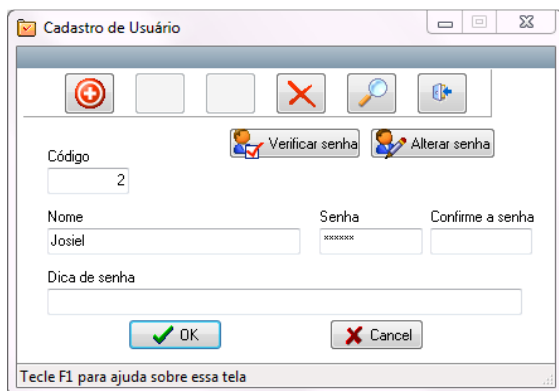 Cadastro de Usuário
Verificar senha Alterar senha
Código
2
Nome Senha Confirme a senha
Josiel ******
Dica de senha
OK Cancel
Tecle F1 para ajuda sobre essa tela